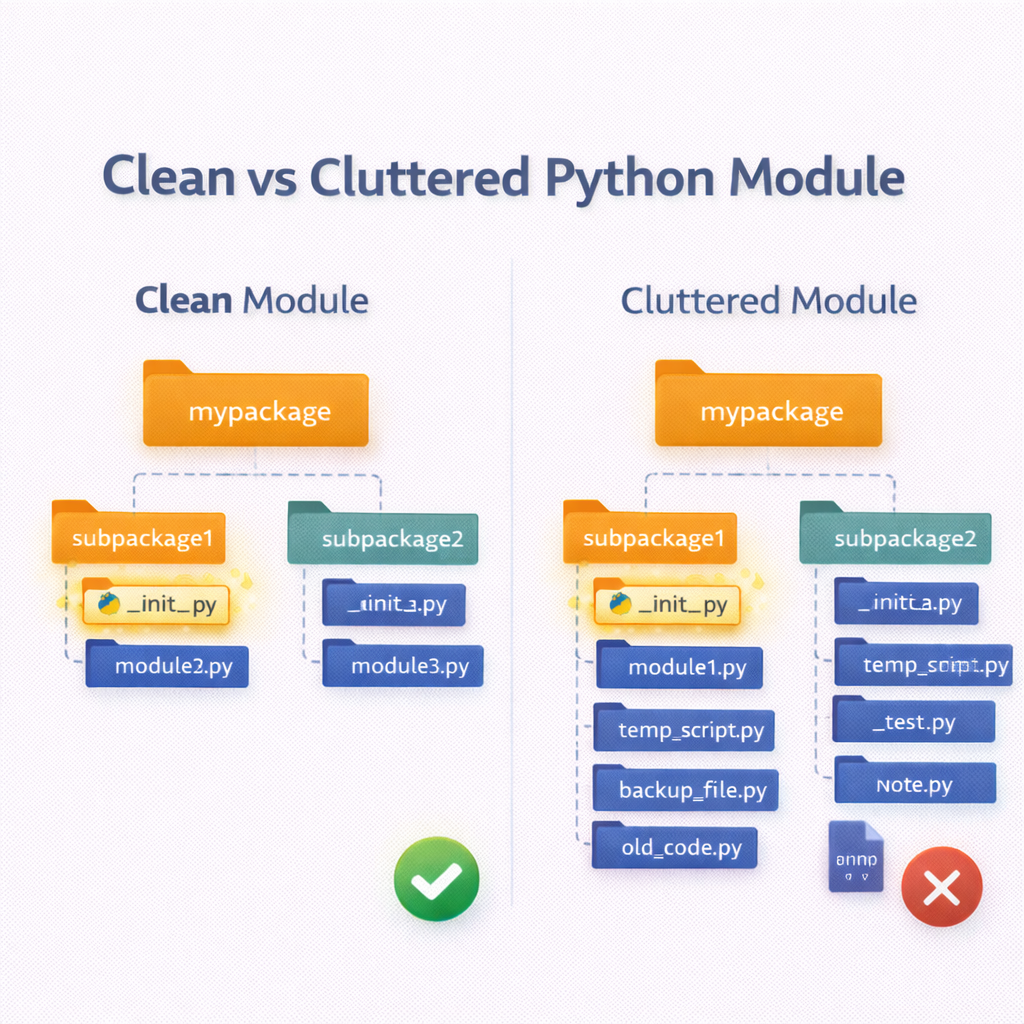 Clean vs Cluttered Python Module
Clean Module
mypackage
subpackage1
_init_py
module2.py
subpackage2
module3.py
Cluttered Module
mypackage
subpackage1
_init_py
module1.py
temp_script.py
backup_file.py
old_code.py
subpackage2
_test.py
Note.py